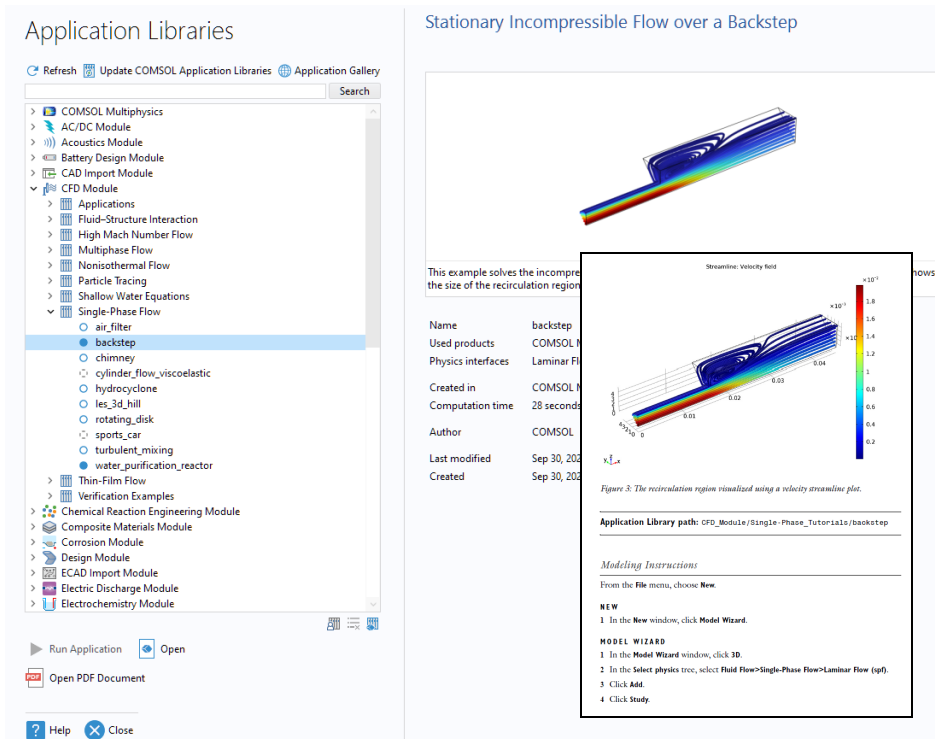 Application Libraries
Refresh Update COMSOL Application Libraries Application Gallery
Search
COMSOL Multiphysics
AC/DC Module
Acoustics Module
Battery Design Module
CAD Import Module
CFD Module
Applications
Fluid–Structure Interaction
High Mach Number Flow
Multiphase Flow
Nonisothermal Flow
Particle Tracing
Shallow Water Equations
Single-Phase Flow
air_filter
backstep
chimney
cylinder_flow_viscoelastic
hydrocyclone
les_3d_hill
rotating_disk
sports_car
turbulent_mixing
water_purification_reactor
Thin-Film Flow
Verification Examples
Chemical Reaction Engineering Module
Composite Materials Module
Corrosion Module
Design Module
ECAD Import Module
Electric Discharge Module
Electrochemistry Module
Run Application Open
PDF Open PDF Document
? Help Close
Stationary Incompressible Flow over a Backstep
This example solves the incompre
hows
the size of the recirculation region
Name backstep
Used products COMSOL M
Physics interfaces Laminar Fl
Created in COMSOL M
Computation time 28 seconds
Author COMSOL
Last modified Sep 30, 202
Created Sep 30, 202
Streamline: Velocity field
×10⁻²
1.8
1.6
1.4
1.2
1
0.8
0.6
0.4
0.2
0.04
0.03
0.02
0.01
0
y z x
Figure 3: The recirculation region visualized using a velocity streamline plot.
Application Library path: CFD_Module/Single-Phase_Tutorials/backstep
Modeling Instructions
From the File menu, choose New.
NEW
1 In the New window, click Model Wizard.
MODEL WIZARD
1 In the Model Wizard window, click 3D.
2 In the Select physics tree, select Fluid Flow>Single-Phase Flow>Laminar Flow (spf).
3 Click Add.
4 Click Study.